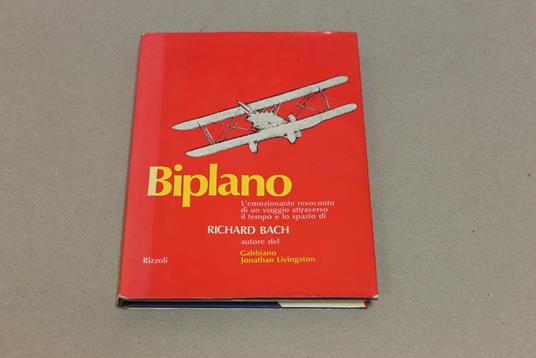 Biplano
L'emozionante resoconto
di un viaggio attraverso
il tempo e lo spazio di
RICHARD BACH
autore del
Gabbiano
Jonathan Livingston
Rizzoli